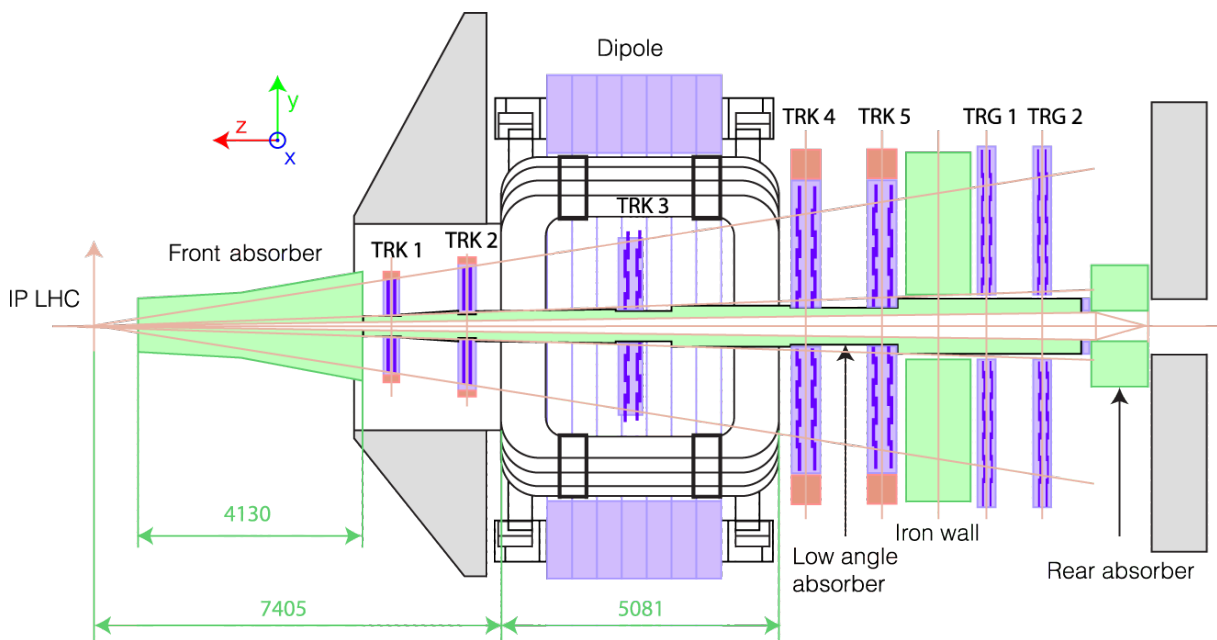 Dipole
y
z
x
TRK 4
TRK 5
TRG 1
TRG 2
TRK 3
TRK 1
TRK 2
Front absorber
IP LHC
4130
Iron wall
Low angle
absorber
Rear absorber
7405
5081